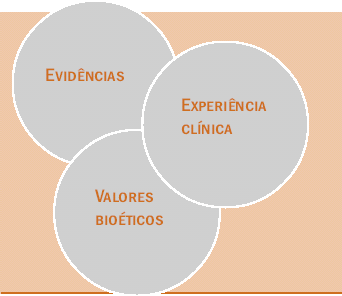 Evidências
Experiência
clínica
Valores
bioéticos